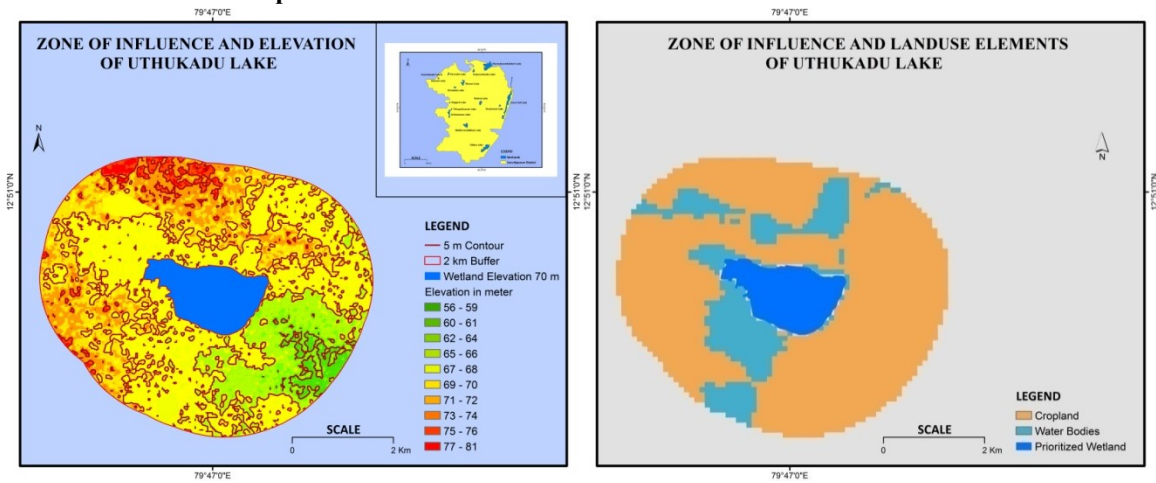 79°47'0"E
ZONE OF INFLUENCE AND ELEVATION
OF UTHUKADU LAKE
N
12°51'0"N
LEGEND
5 m Contour
2 km Buffer
Wetland Elevation 70 m
Elevation in meter
56 - 59
60 - 61
62 - 64
65 - 66
67 - 68
69 - 70
71 - 72
73 - 74
75 - 76
77 - 81
SCALE
0 2 Km
79°47'0"E
79°47'0"E
ZONE OF INFLUENCE AND LANDUSE ELEMENTS
OF UTHUKADU LAKE
N
12°51'0"N
12°51'0"N
LEGEND
Cropland
Water Bodies
Prioritized Wetland
SCALE
0 2 Km
79°47'0"E